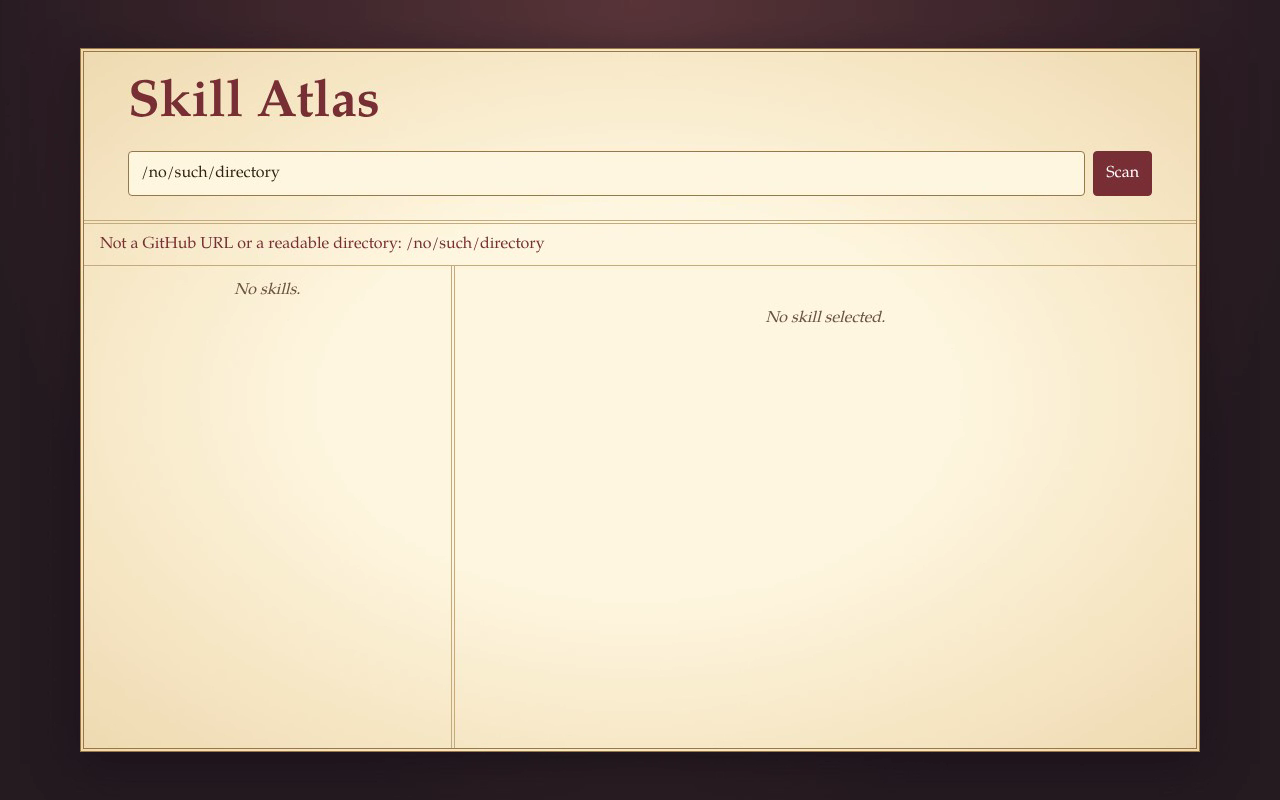 Skill Atlas
/no/such/directory
Scan
Not a GitHub URL or a readable directory: /no/such/directory
No skills.
No skill selected.